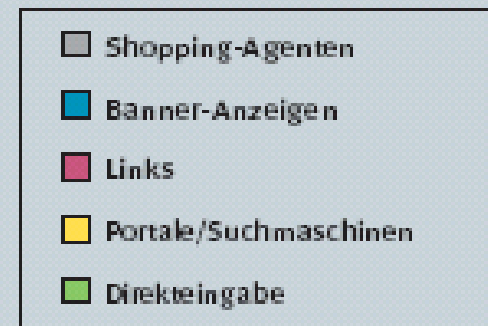 Shopping-Agenten
Banner-Anzeigen
Links
Portale/Suchmaschinen
Direkteingabe